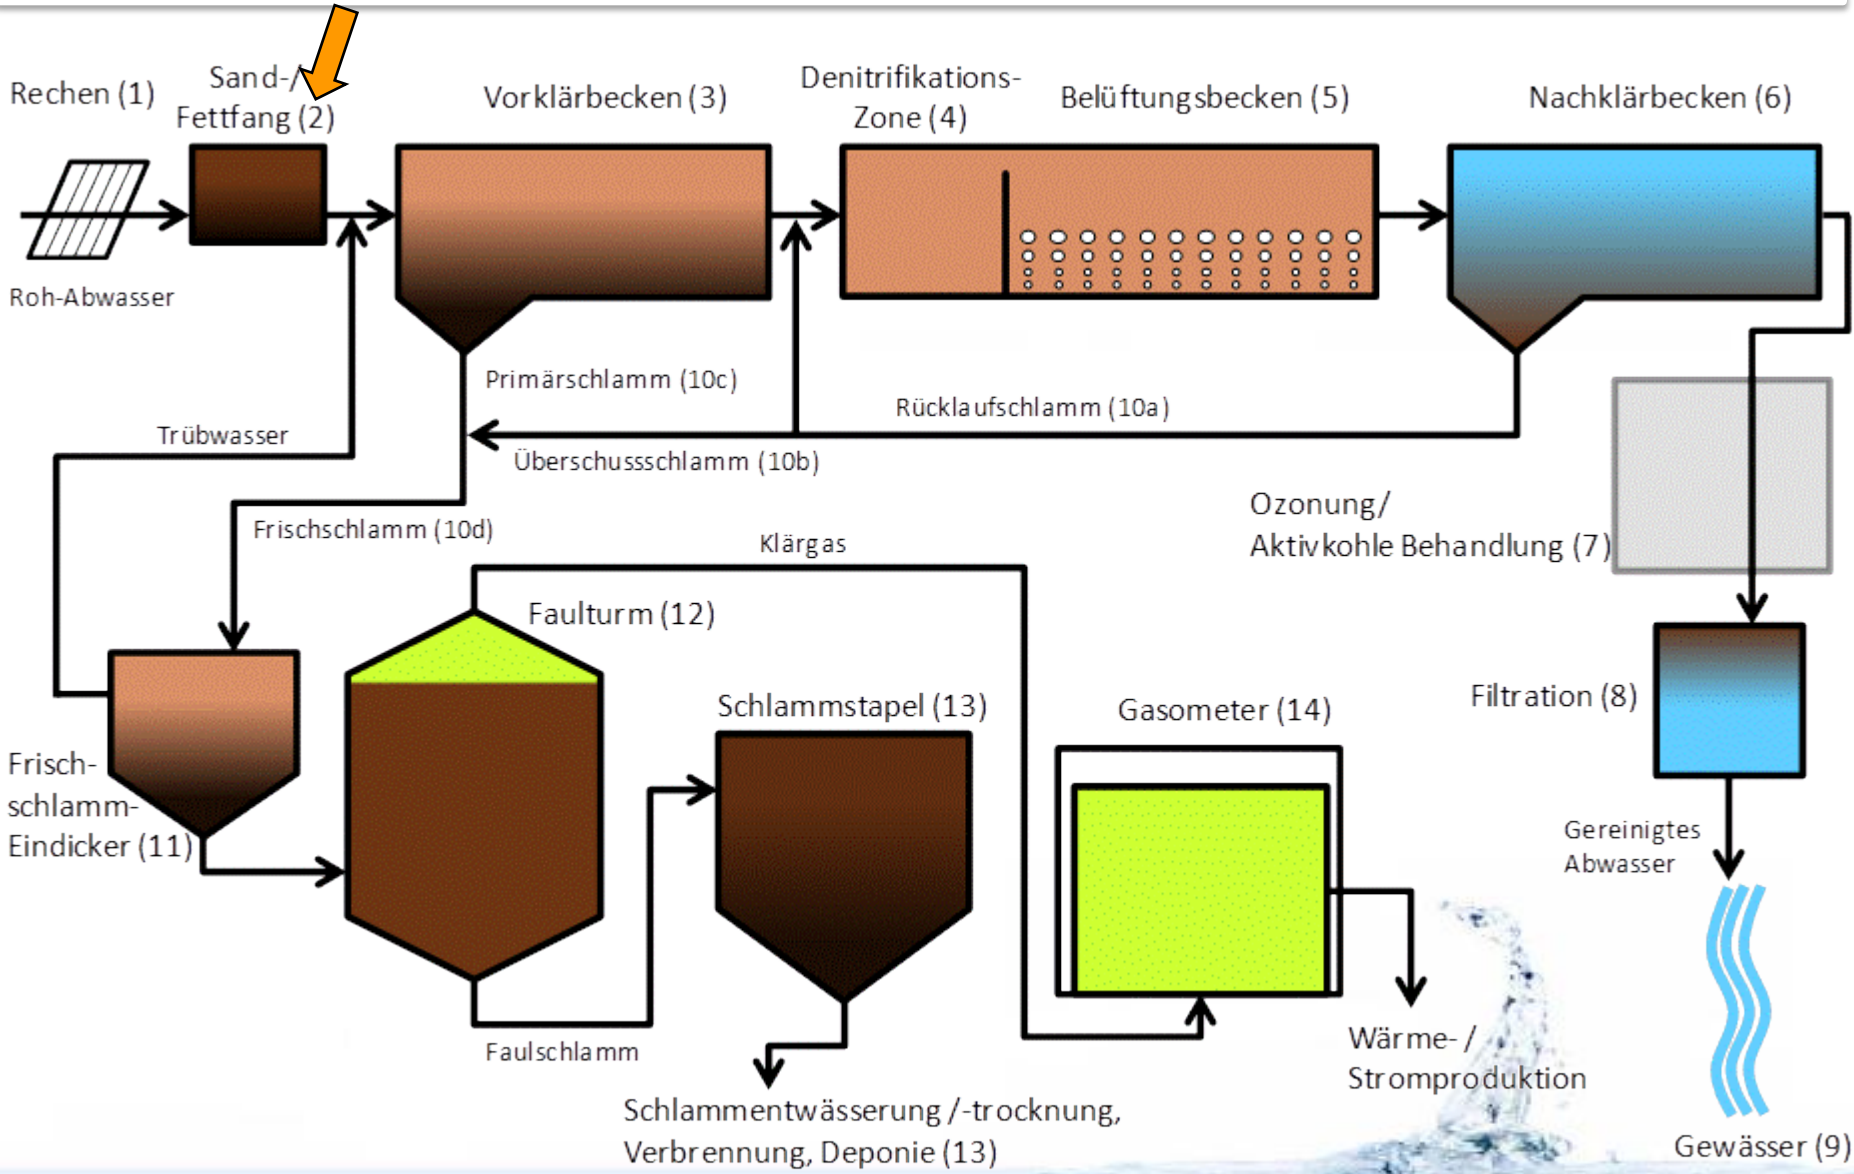 Rechen (1)
Sand-/
Fettfang (2)
Vorklärbecken (3)
Denitrifikations-
Zone (4)
Belüftungsbecken (5)
Nachklärbecken (6)
Roh-Abwasser
Primärschlamm (10c)
Rücklaufschlamm (10a)
Trübwasser
Überschussschlamm (10b)
Frischschlamm (10d)
Ozonung/
Aktivkohle Behandlung (7)
Klärgas
Faulturm (12)
Schlammstapel (13)
Gasometer (14)
Filtration (8)
Frisch-
schlamm-
Eindicker (11)
Gereinigtes
Abwasser
Faulschlamm
Wärme-/
Stromproduktion
Schlammentwässerung /-trocknung,
Verbrennung, Deponie (13)
Gewässer (9)